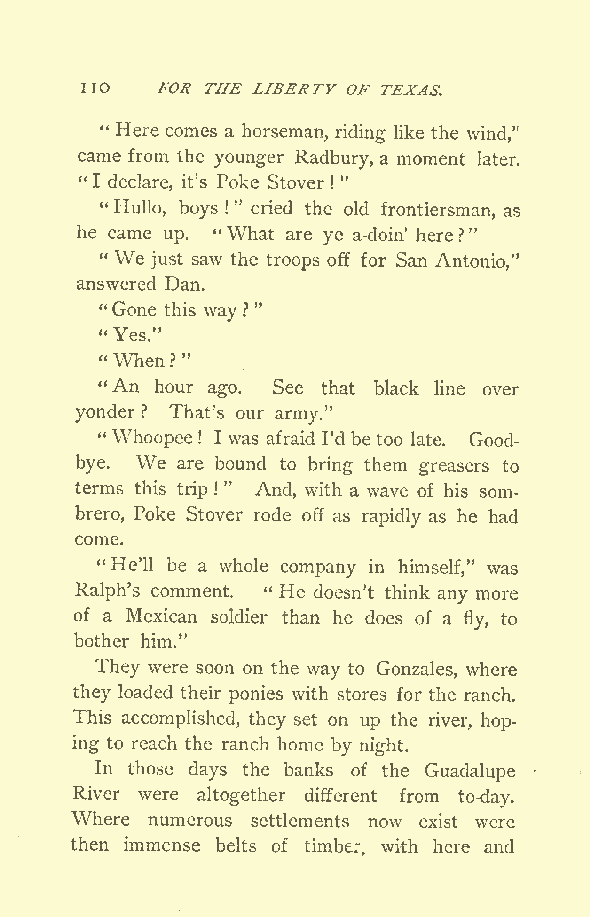 110 FOR THE LIBERTY OF TEXAS.
"Here comes a horseman, riding like the wind,"
came from the younger Radbury, a moment later.
"I declare, it's Poke Stover!"
"Hullo, boys!" cried the old frontiersman, as
he came up. "What are ye a-doin' here?"
"We just saw the troops off for San Antonio,"
answered Dan.
"Gone this way?"
"Yes."
"When?"
"An hour ago. See that black line over
yonder? That's our army."
"Whoopee! I was afraid I'd be too late. Good-
bye. We are bound to bring them greasers to
terms this trip!" And, with a wave of his som-
brero, Poke Stover rode off as rapidly as he had
come.
"He'll be a whole company in himself," was
Ralph's comment. "He doesn't think any more
of a Mexican soldier than he does of a fly, to
bother him."
They were soon on the way to Gonzales, where
they loaded their ponies with stores for the ranch.
This accomplished, they set on up the river, hop-
ing to reach the ranch home by night.
In those days the banks of the Guadalupe
River were altogether different from to-day.
Where numerous settlements now exist were
then immense belts of timber, with here and